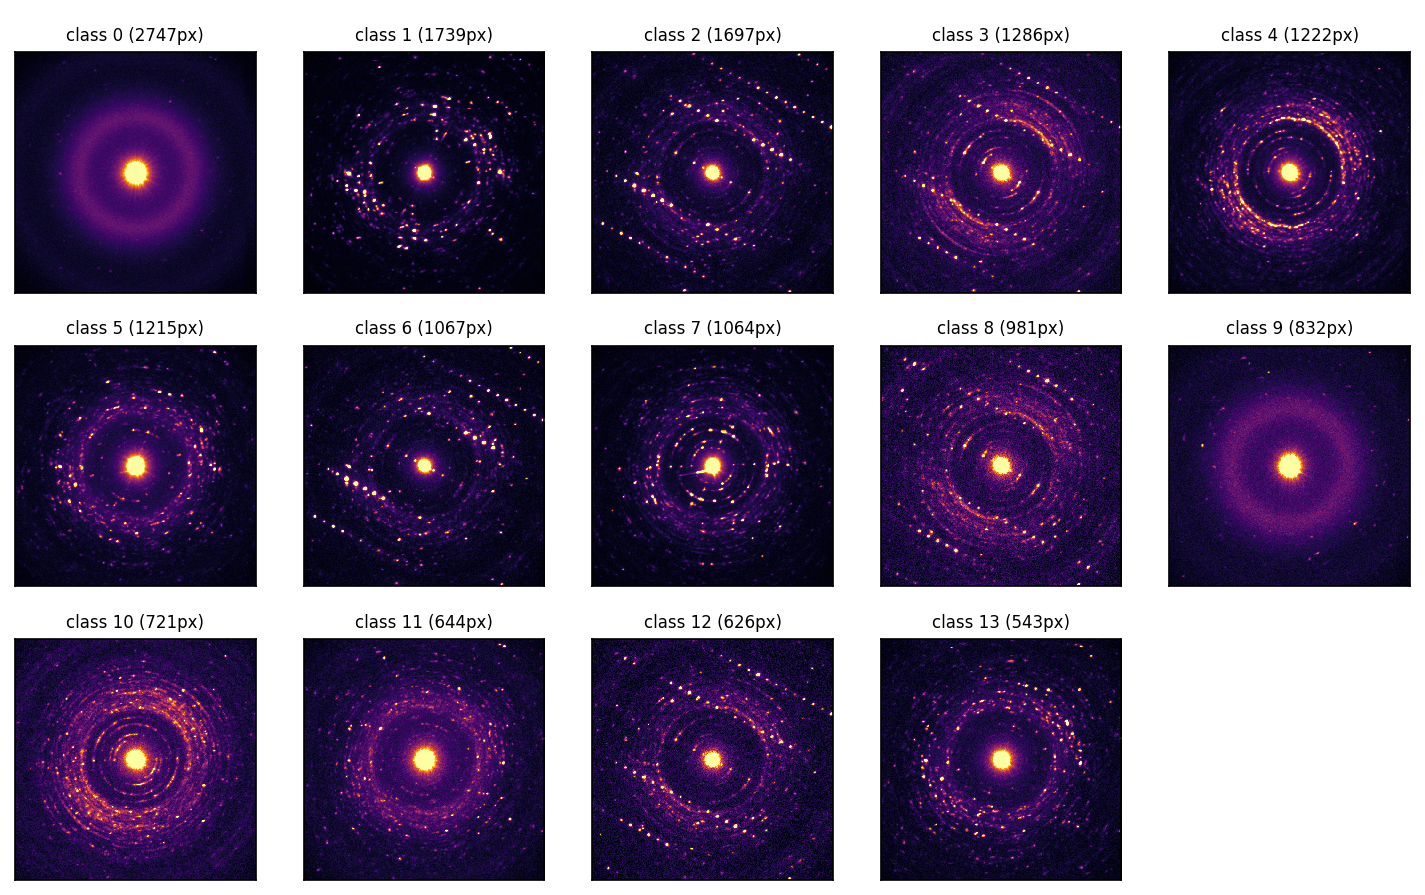 class 0 (2747px)
class 1 (1739px)
class 2 (1697px)
class 3 (1286px)
class 4 (1222px)
class 5 (1215px)
class 6 (1067px)
class 7 (1064px)
class 8 (981px)
class 9 (832px)
class 10 (721px)
class 11 (644px)
class 12 (626px)
class 13 (543px)